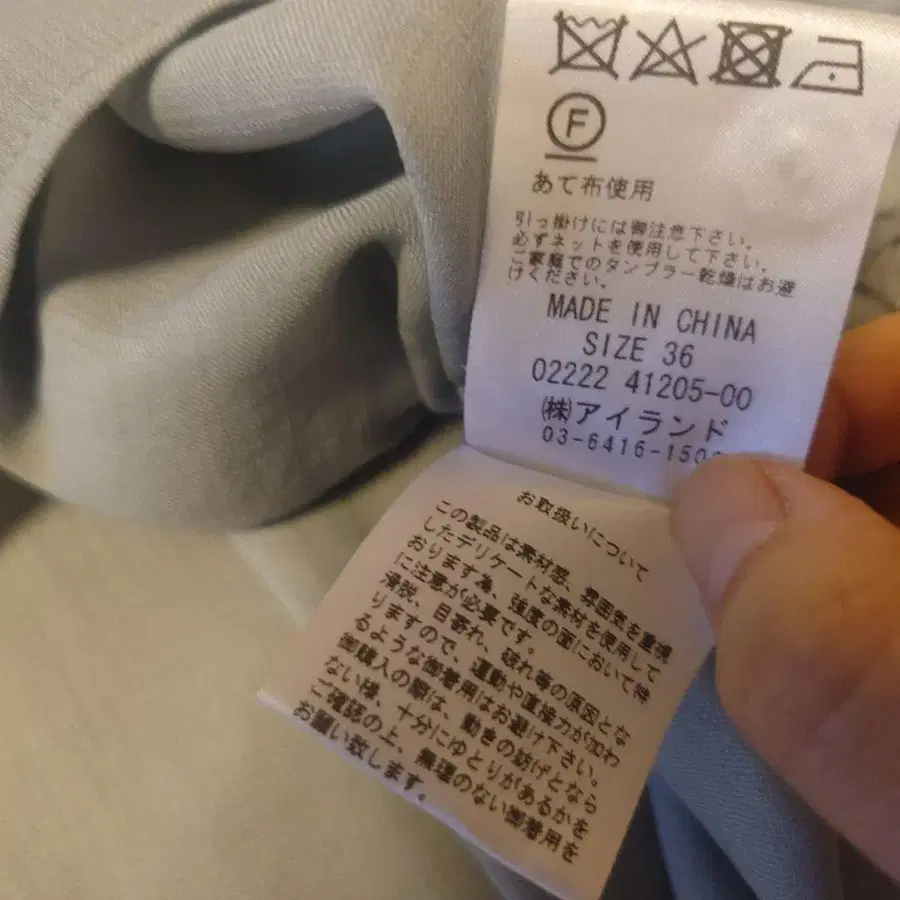 F
あて布使用
引っ掛けには御注意下さい。
必ずネットを使用して下さい。
ご家庭でのタンブラー乾燥はお避
けください。
MADE IN CHINA
SIZE 36
02222 41205-00
㈱アイランド
03-6416-150
お取扱いについて
この製品は素材感、雰囲気を重視
したデリケートな素材を使用して
おります為、強度の面において特
に注意が必要です。
滑脱、目寄れ、破れ等の原因とな
りますので、運動や直接力が加わ
るような御着用はお避け下さい。
御購入の際は、動きの妨げとなら
ない様、十分にゆとりがあるかを
ご確認の上、無理のない御着用を
お願い致します。